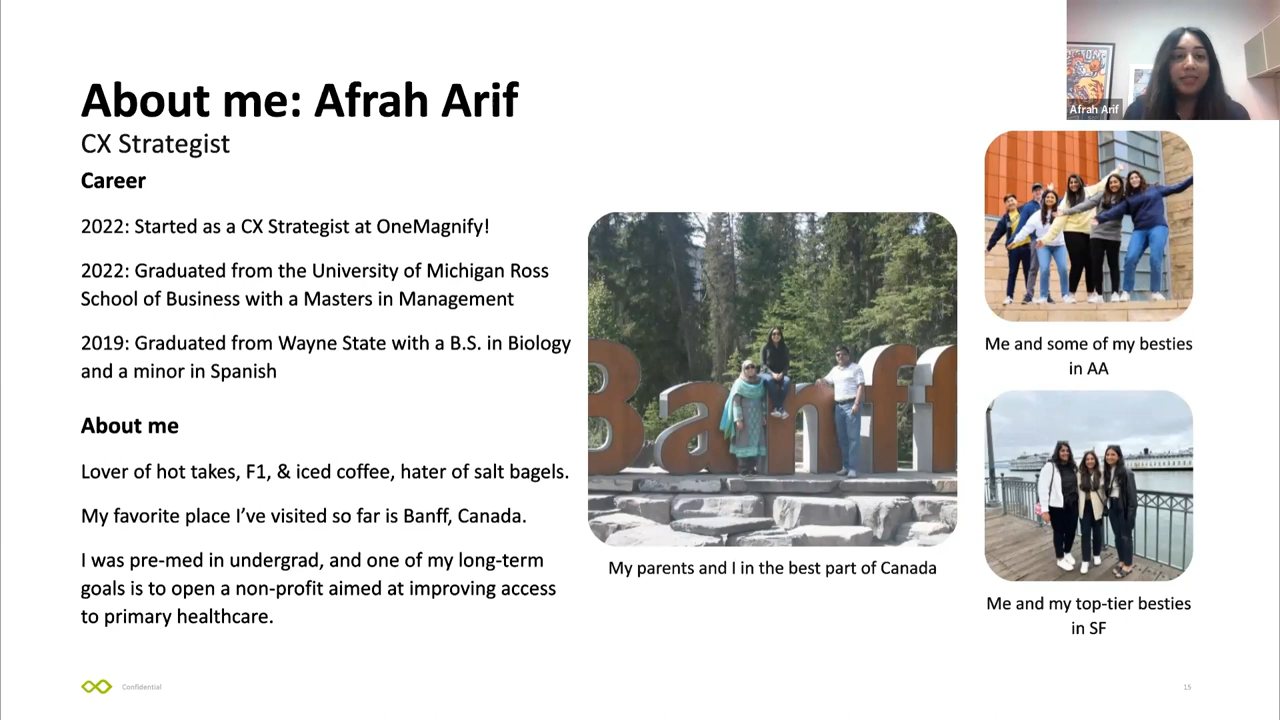 About me: Afrah Arif
CX Strategist
Career
2022: Started as a CX Strategist at OneMagnify!
2022: Graduated from the University of Michigan Ross
School of Business with a Masters in Management
2019: Graduated from Wayne State with a B.S. in Biology
and a minor in Spanish
About me
Lover of hot takes, F1, & iced coffee, hater of salt bagels.
My favorite place I’ve visited so far is Banff, Canada.
I was pre-med in undergrad, and one of my long-term
goals is to open a non-profit aimed at improving access
to primary healthcare.
Banff
My parents and I in the best part of Canada
Afrah Arif
Me and some of my besties
in AA
Me and my top-tier besties
in SF
Confidential
15